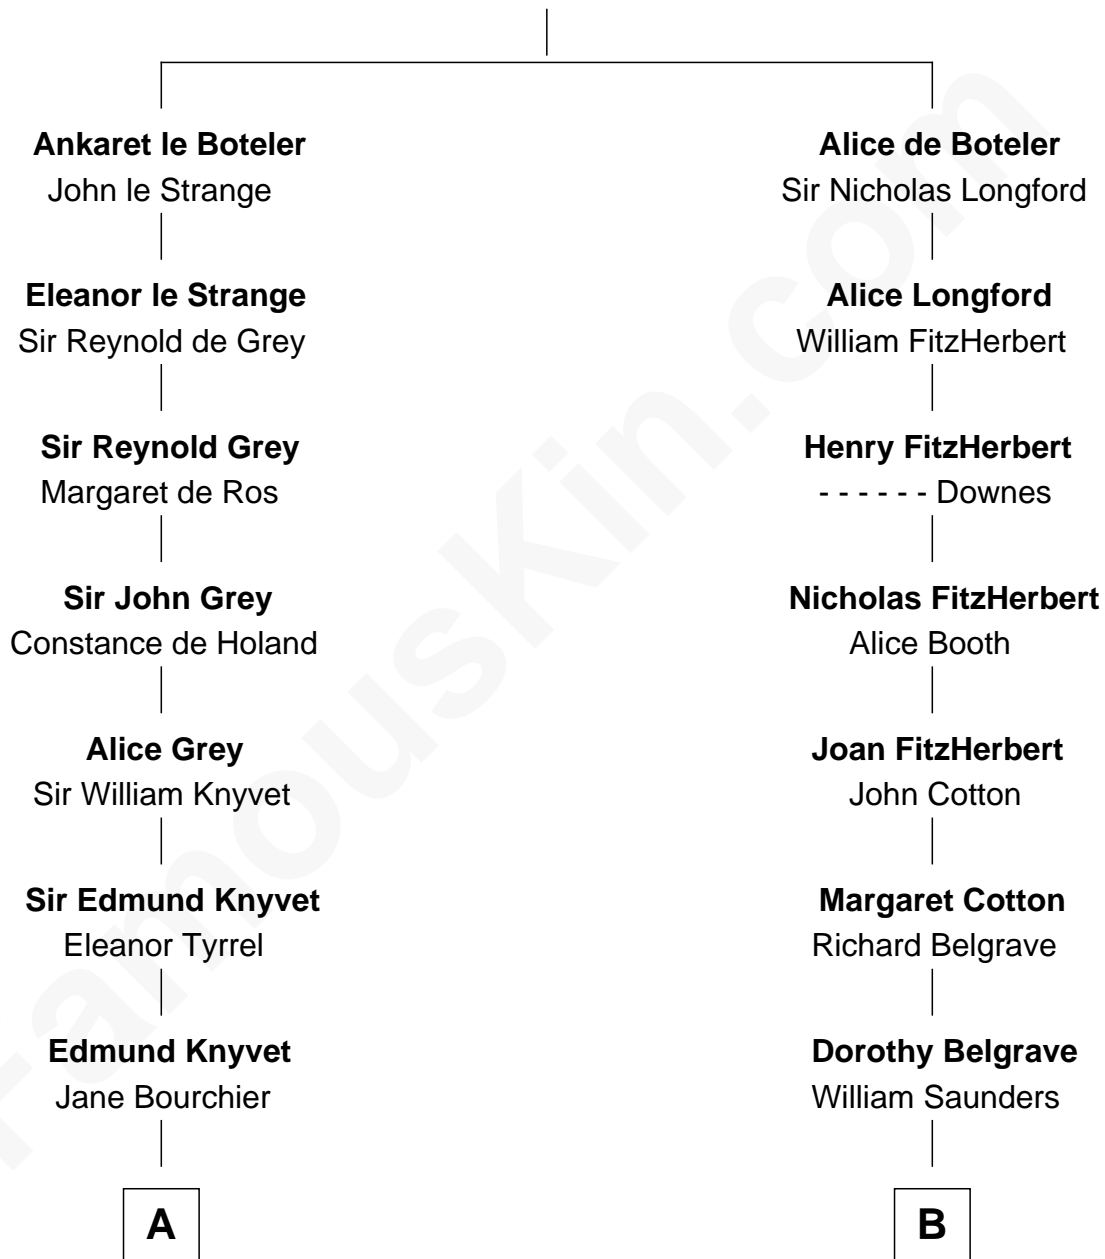 Ankaret le Boteler
John le Strange
Eleanor le Strange
Sir Reynold de Grey
Sir Reynold Grey
Margaret de Ros
Sir John Grey
Constance de Holand
Alice Grey
Sir William Knyvet
Sir Edmund Knyvet
Eleanor Tyrrel
Edmund Knyvet
Jane Bourchier
A
Alice de Boteler
Sir Nicholas Longford
Alice Longford
William FitzHerbert
Henry FitzHerbert
- - - - - - Downes
Nicholas FitzHerbert
Alice Booth
Joan FitzHerbert
John Cotton
Margaret Cotton
Richard Belgrave
Dorothy Belgrave
William Saunders
B
FamousKin.com